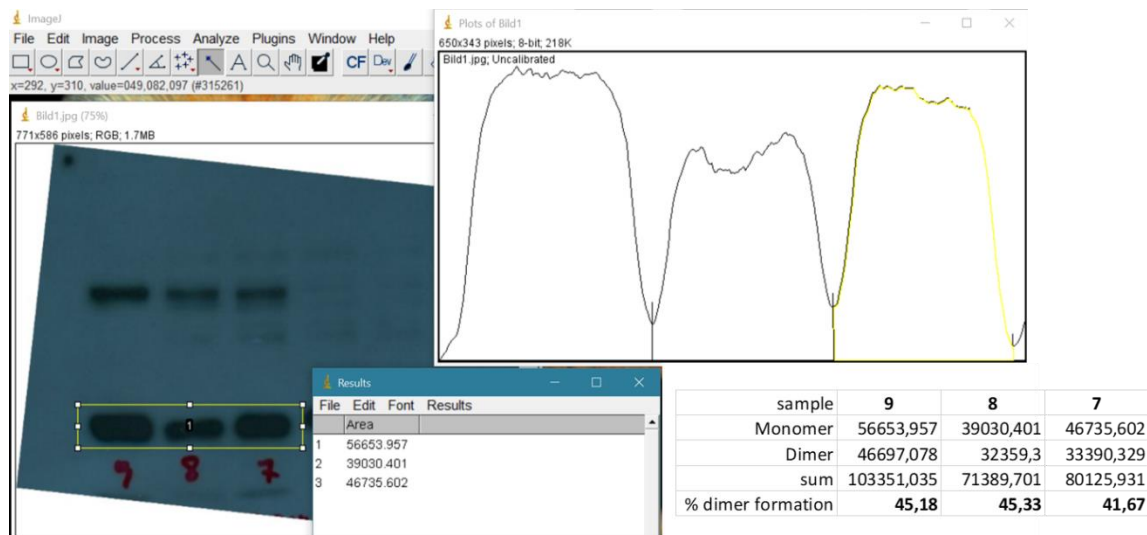 ImageJ
File Edit Image Process Analyze Plugins Window Help
CF Dev
x=292, y=310, value=049,082,097 (#315261)
Bild1.jpg (75%)
771x586 pixels; RGB; 1.7MB
1
9 8 7
Plots of Bild1
650x343 pixels; 8-bit; 218K
Bild1.jpg; Uncalibrated
Results
File Edit Font Results
Area
1 56653.957
2 39030.401
3 46735.602
sample 9 8 7
Monomer 56653,957 39030,401 46735,602
Dimer 46697,078 32359,3 33390,329
sum 103351,035 71389,701 80125,931
% dimer formation 45,18 45,33 41,67